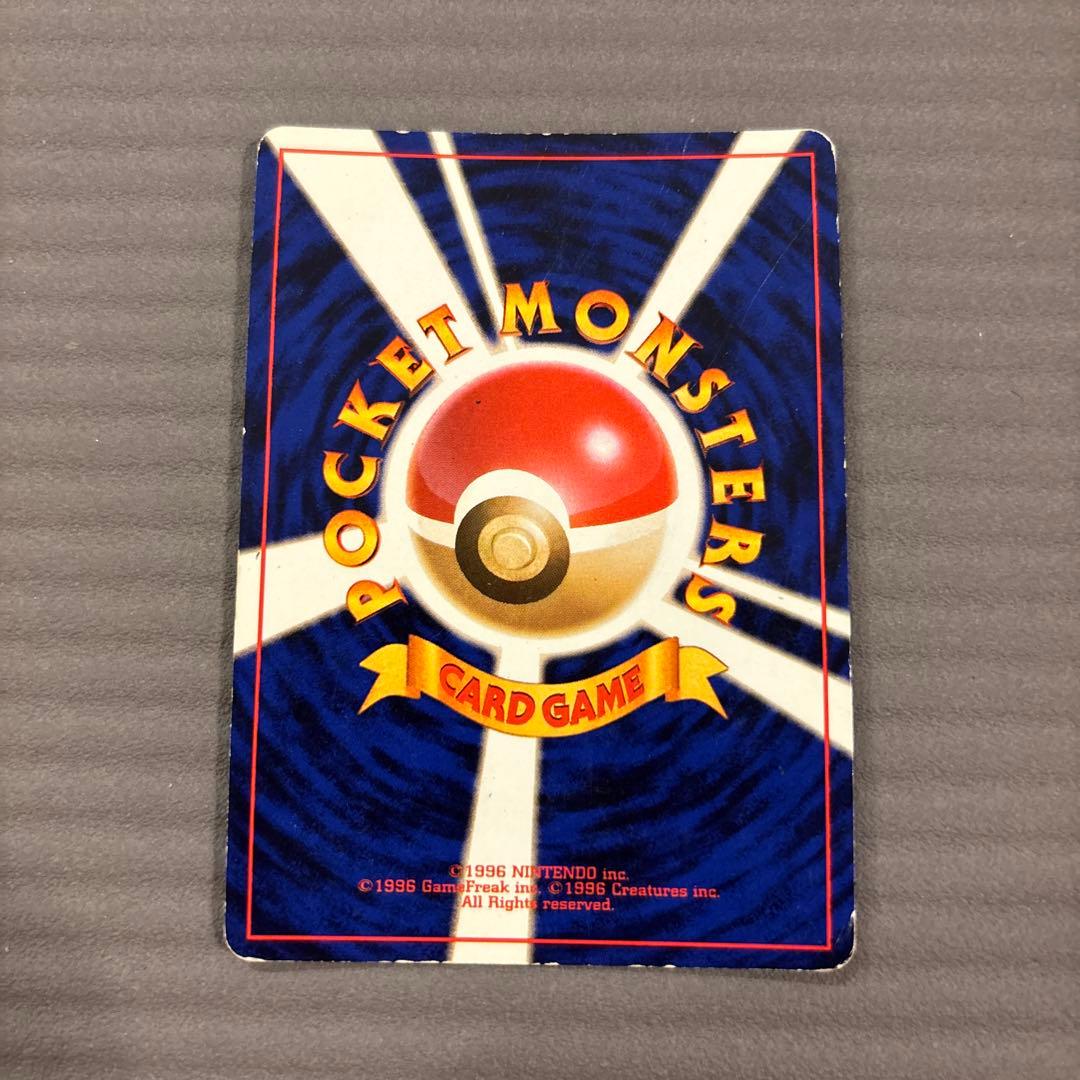 POCKET MONSTERS
CARD GAME
©1996 NINTENDO inc.
©1996 GameFreak inc. ©1996 Creatures inc.
All Rights reserved.